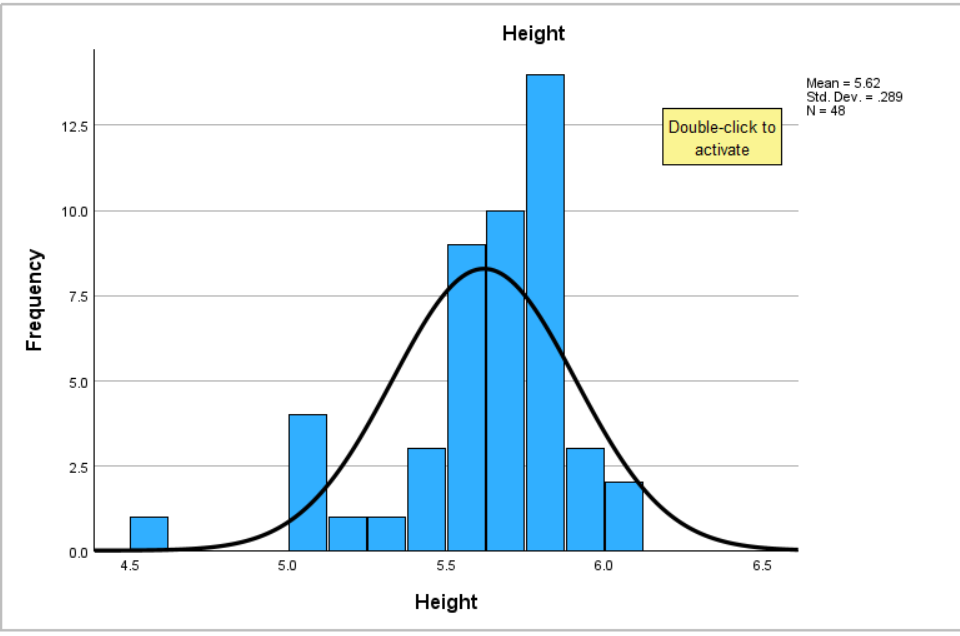 Height
Mean = 5.62
Std. Dev. = .289
N = 48
Double-click to
activate
Frequency
12.5
10.0
7.5
5.0
2.5
0.0
4.5 5.0 5.5 6.0 6.5
Height